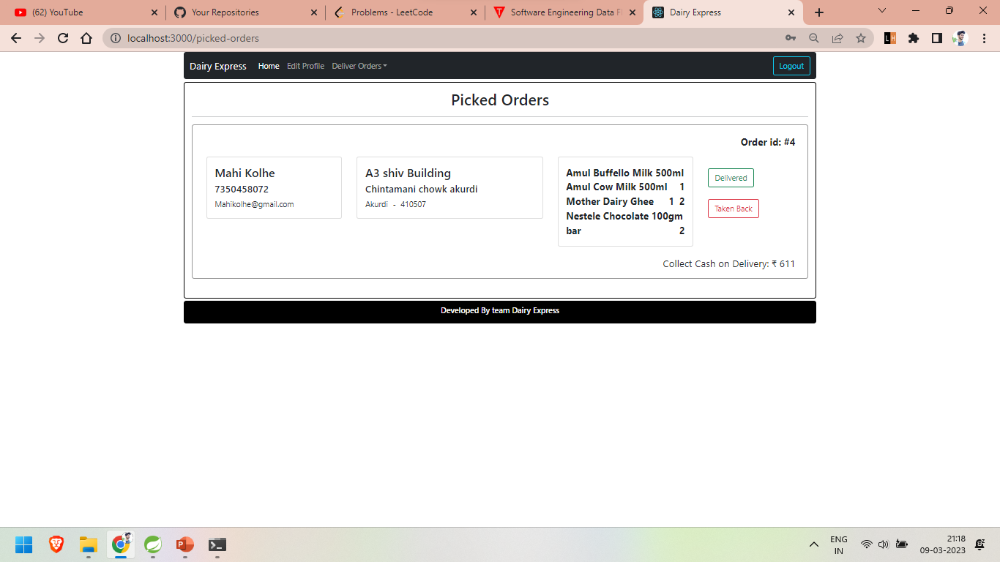 (62) YouTube
Your Repositories
Problems - LeetCode
Software Engineering Data Fl
Dairy Express
localhost:3000/picked-orders
LH
Dairy Express Home Edit Profile Deliver Orders Logout
Picked Orders
Order id: #4
Mahi Kolhe
7350458072
Mahikolhe@gmail.com
A3 shiv Building
Chintamani chowk akurdi
Akurdi - 410507
Amul Buffello Milk 500ml
Amul Cow Milk 500ml 1
Mother Dairy Ghee 1 2
Nestele Chocolate 100gm
bar 2
Delivered
Taken Back
Collect Cash on Delivery: ₹ 611
Developed By team Dairy Express
ENG
IN
21:18
09-03-2023